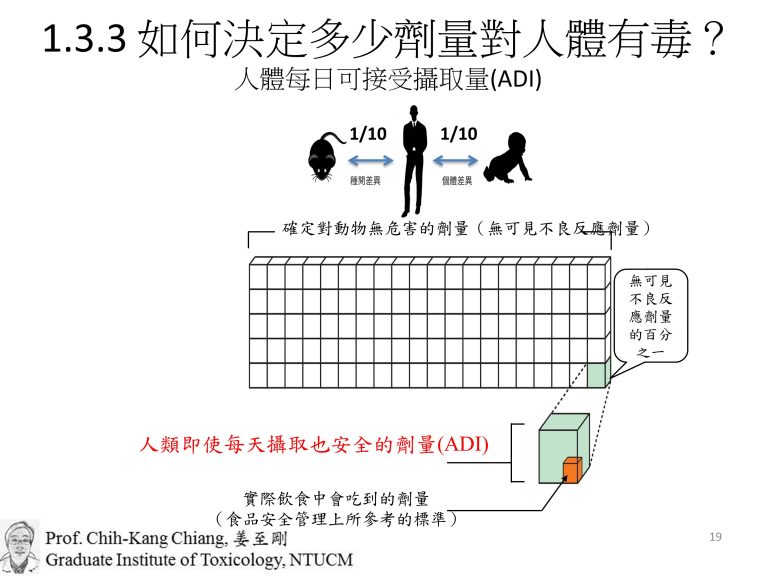 1.3.3 如何決定多少劑量對人體有毒？
人體每日可接受攝取量(ADI)
1/10
1/10
種間差異
個體差異
確定對動物無危害的劑量（無可見不良反應劑量）
無可見
不良反
應劑量
的百分
之一
人類即使每天攝取也安全的劑量(ADI)
實際飲食中會吃到的劑量
（食品安全管理上所參考的標準）
Prof. Chih-Kang Chiang, 姜至剛
Graduate Institute of Toxicology, NTUCM
19